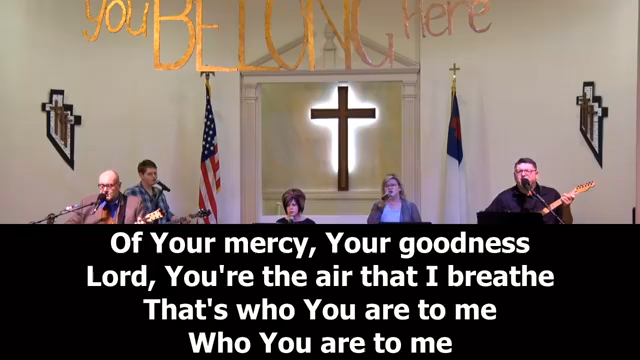 you BELONG here
Of Your mercy, Your goodness
Lord, You're the air that I breathe
That's who You are to me
Who You are to me